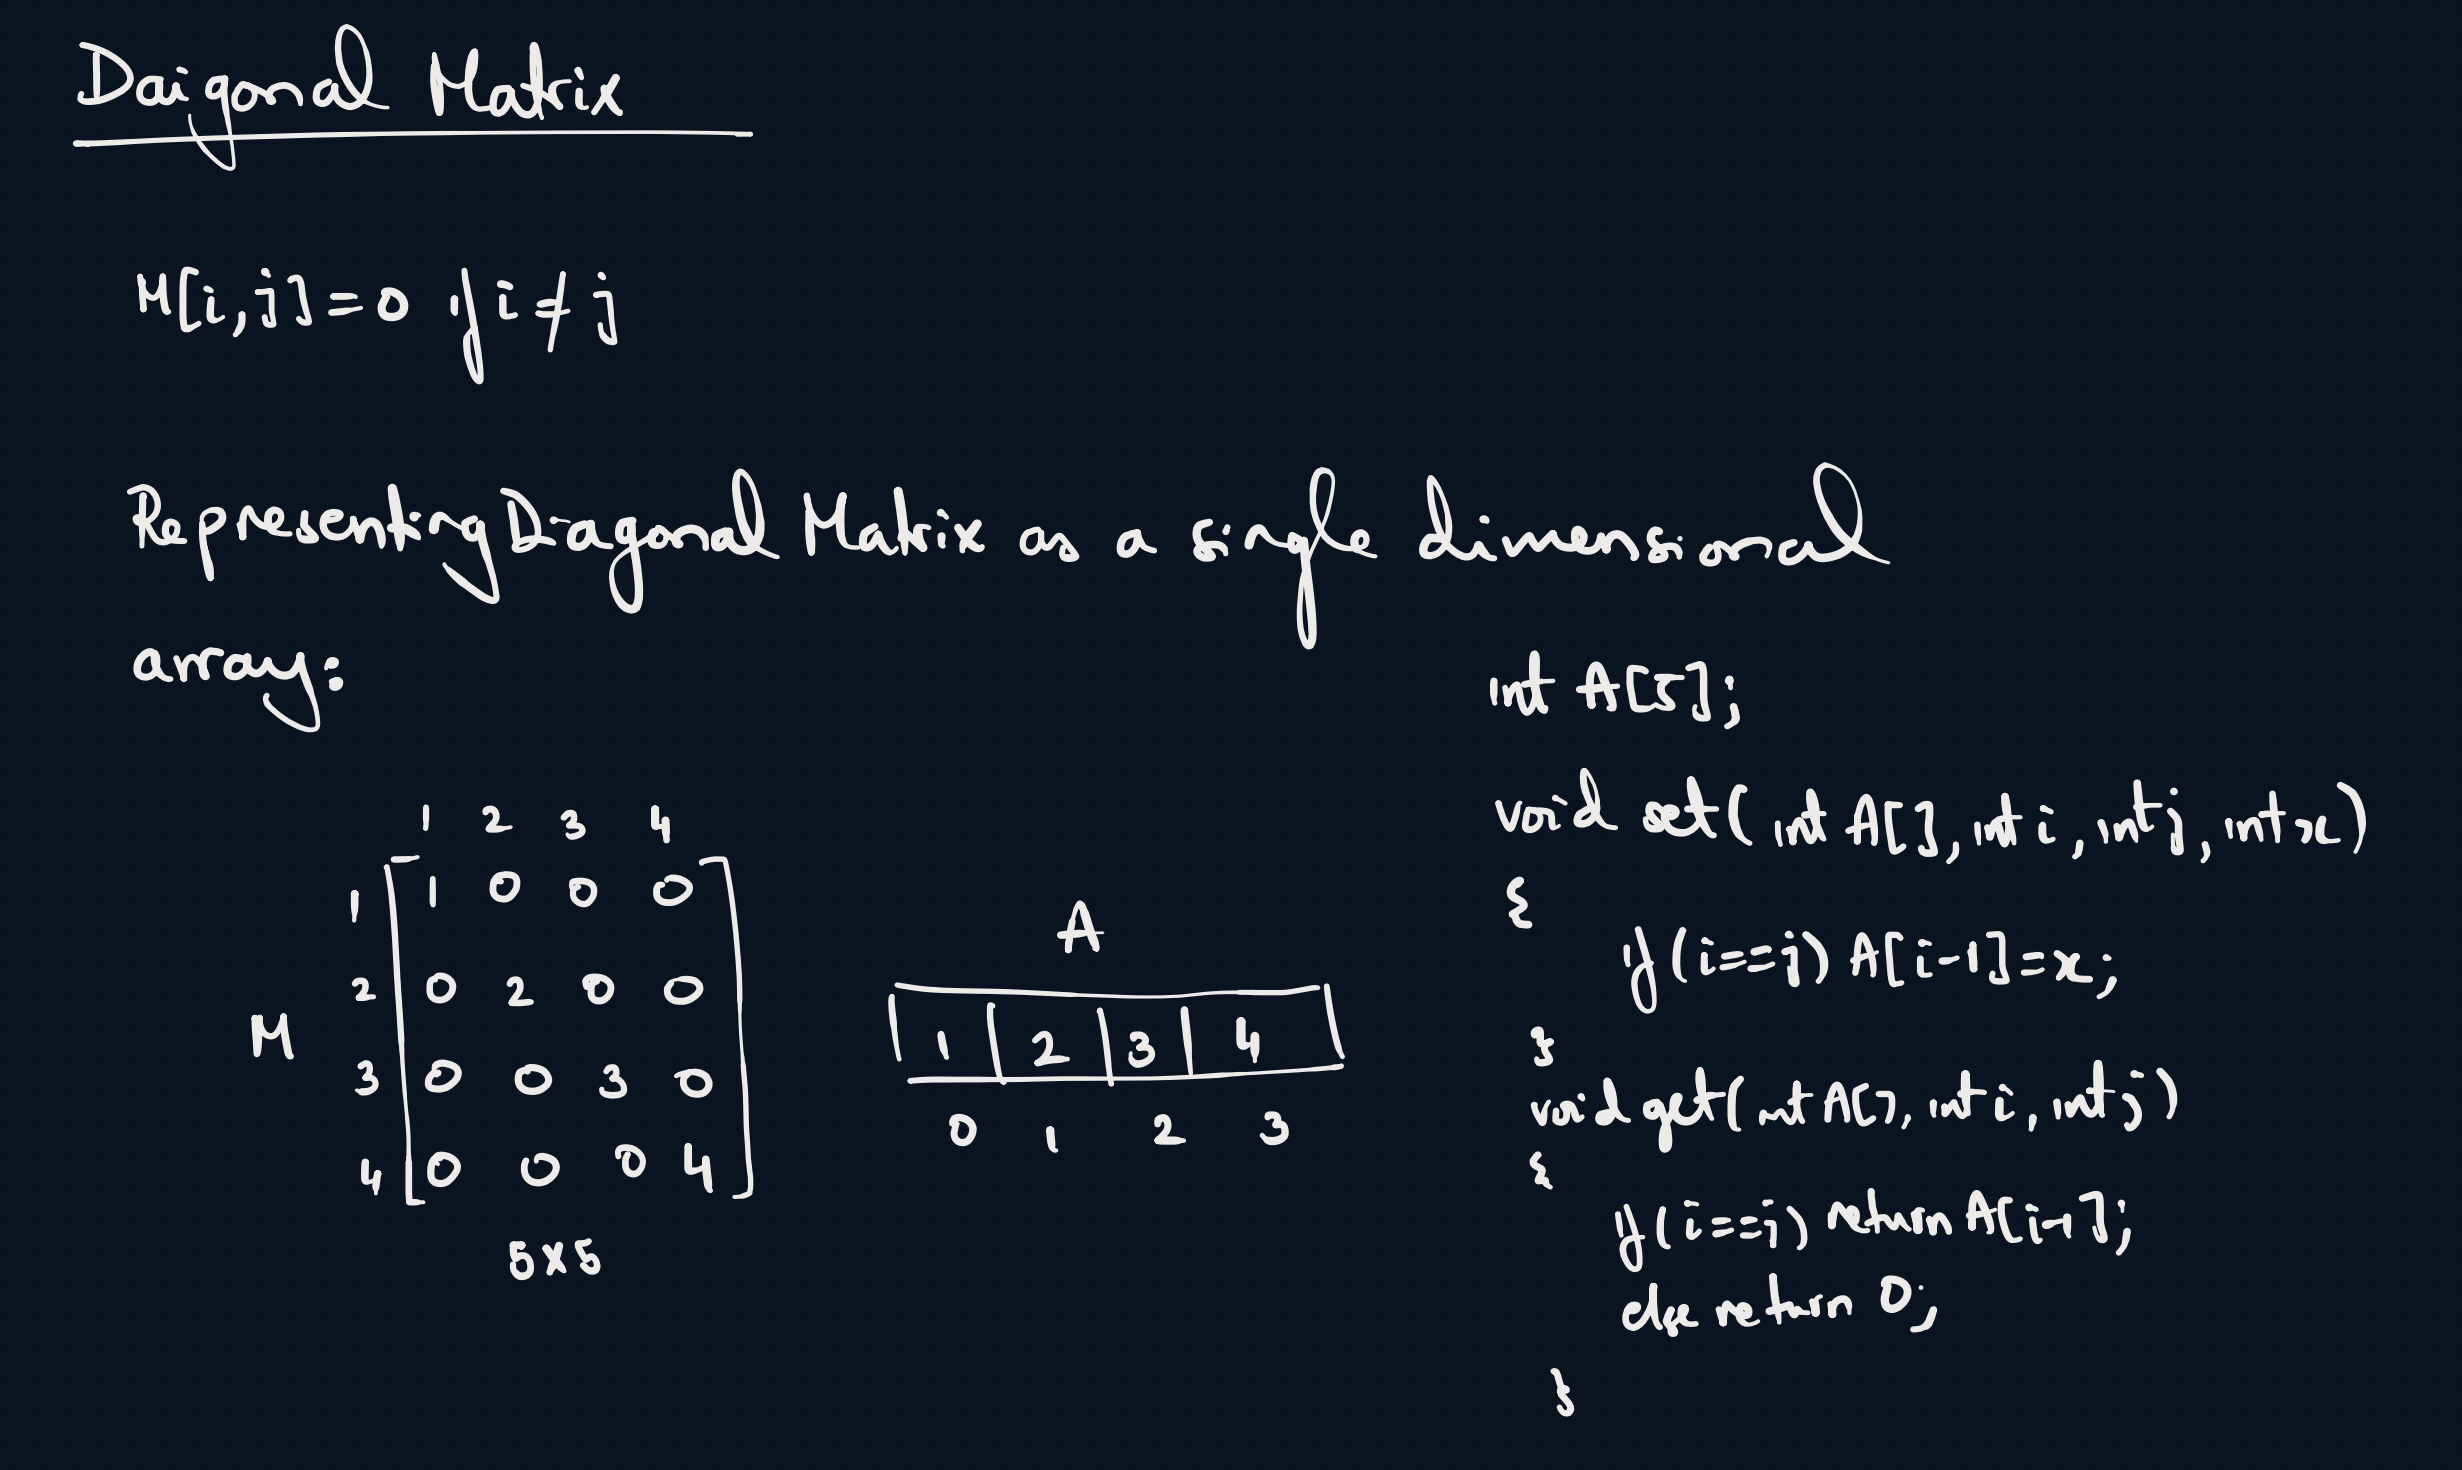 Daigonal Matrix
M[i,j]=0 if i≠j
Representing Diagonal Matrix as a single dimensional
array:
1 2 3 4
1 1 0 0 0
2 0 2 0 0
M
3 0 0 3 0
4 0 0 0 4
5x5
A
1 2 3 4
0 1 2 3
int A[5];
void set(int A[], int i, int j, int x)
{
if(i==j) A[i-1]=x;
}
void get(int A[], int i, int j)
{
if(i==j) return A[i-1];
else return 0;
}